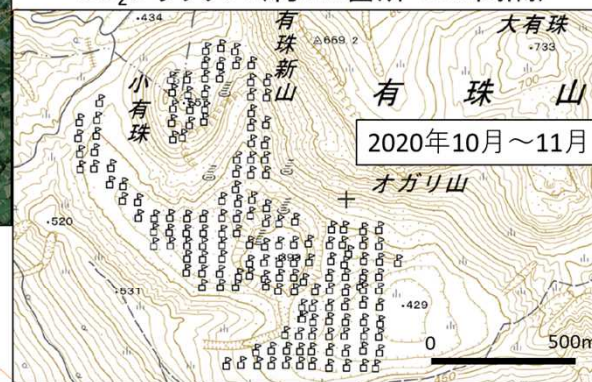 ·434
有珠新山
△669.2
大有珠
·733
700
小有珠
有珠山
2020年10月～11月
オガリ山
·520
·531
·429
0 500m
450